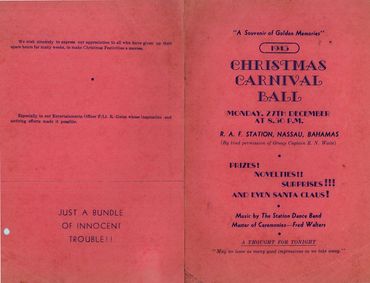 We wish sincerely to express our appreciation to all who have given up their
spare hours for many weeks, to make Christmas Festivities a success.
Especially to our Entertainments Officer F/Lt. R. whose inspiration and
untiring efforts made it possible.
JUST A BUNDLE
OF INNOCENT
TROUBLE!!
"A Souvenir of Golden Memories"
CHRISTMAS
CARNIVAL
BALL
MONDAY, 27TH DECEMBER
AT 8.30 P.M.
R. A. F. STATION, NASSAU, BAHAMAS
(By kind permission of Group Captain R. N. Waite)
PRIZES!
NOVELTIES!!
SURPRISES!!!
AND EVEN SANTA CLAUS!
Music by The Station Dance Band
Master of Ceremonies—Fred Walters
A THOUGHT FOR TONIGHT
"May we leave as many good impressions as we take away."